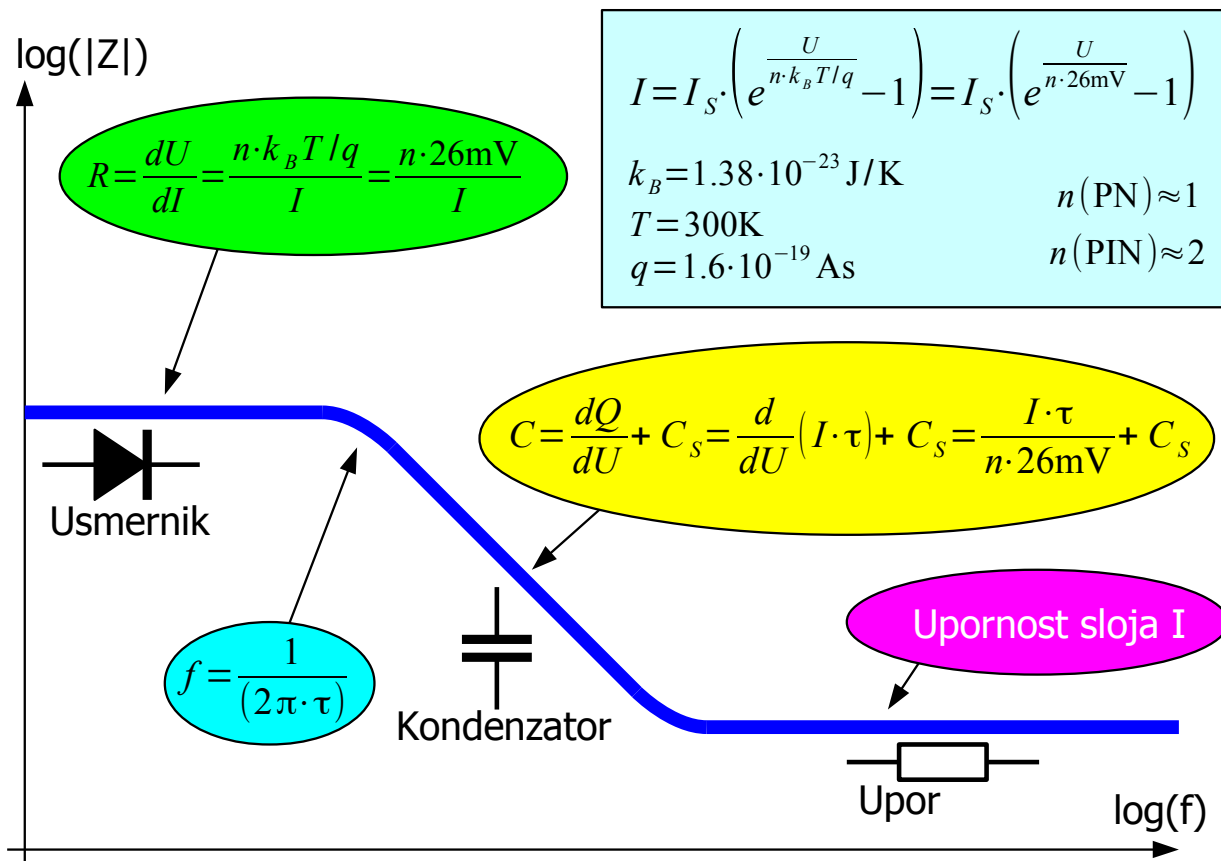 log(|Z|)
I=I_S·(e^{U/(n·k_B T/q)}−1)=I_S·(e^{U/(n·26mV)}−1)
k_B=1.38·10^{−23} J/K
T=300K
q=1.6·10^{−19} As
n(PN)≈1
n(PIN)≈2
R=dU/dI=(n·k_B T/q)/I=(n·26mV)/I
C=dQ/dU+ C_S=d/dU(I·τ)+ C_S=(I·τ)/(n·26mV)+ C_S
Usmernik
f=1/(2π·τ)
Kondenzator
Upornost sloja I
Upor
log(f)